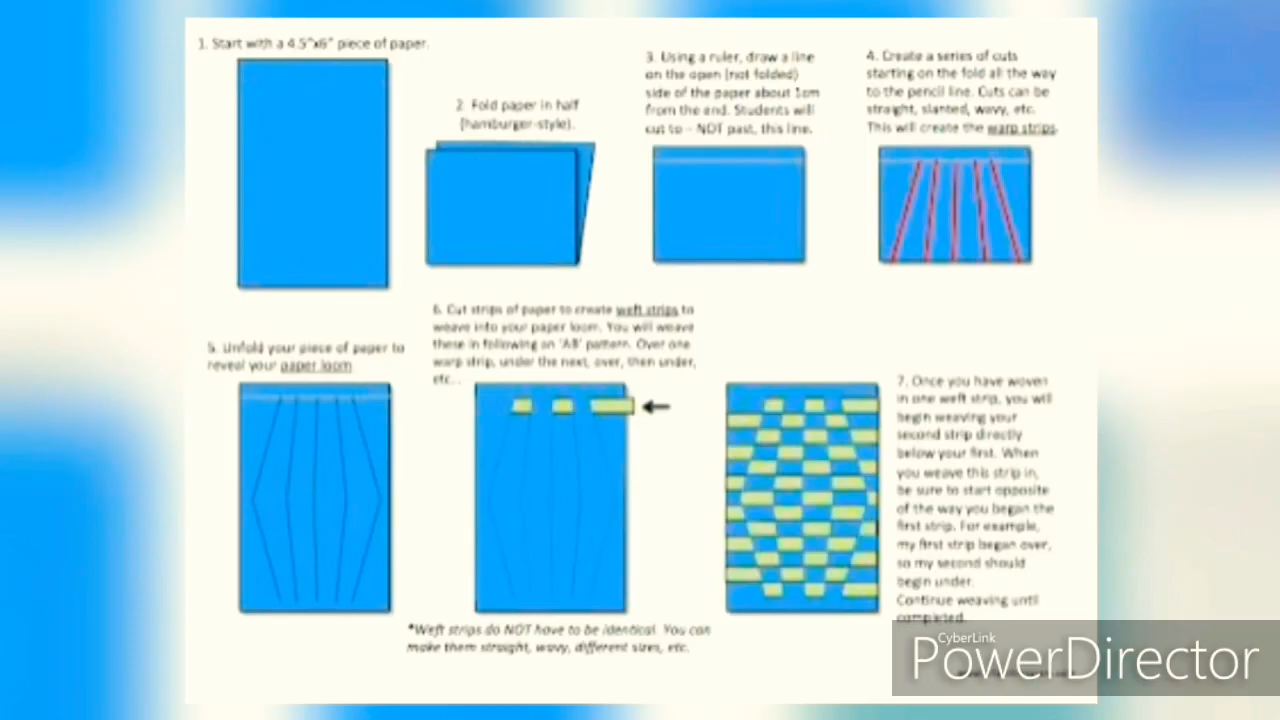 1. Start with a 4.5"x6" piece of paper.
2. Fold paper in half
(hamburger-style).
3. Using a ruler, draw a line
on the open (not folded)
side of the paper about 1cm
from the end. Students will
cut to – NOT past, this line.
4. Create a series of cuts
starting on the fold all the way
to the pencil line. Cuts can be
straight, slanted, wavy, etc.
This will create the warp strips.
5. Unfold your piece of paper to
reveal your paper loom
6. Cut strips of paper to create weft strips to
weave into your paper loom. You will weave
these in following an 'AB' pattern. Over one
warp strip, under the next, over, then under,
etc...
7. Once you have woven
in one weft strip, you will
begin weaving your
second strip directly
below your first. When
you weave this strip in,
be sure to start opposite
of the way you began the
first strip. For example,
my first strip began over,
so my second should
begin under.
Continue weaving until
completed.
*Weft strips do NOT have to be identical. You can
make them straight, wavy, different sizes, etc.
CyberLink
PowerDirector